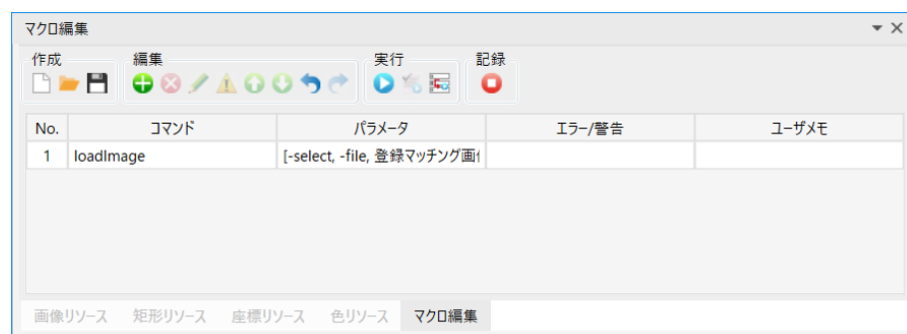 マクロ編集
作成 編集 実行 記録
No. コマンド パラメータ エラー/警告 ユーザメモ
1 loadImage [-select, -file, 登録マッチング画
画像リソース 矩形リソース 座標リソース 色リソース マクロ編集